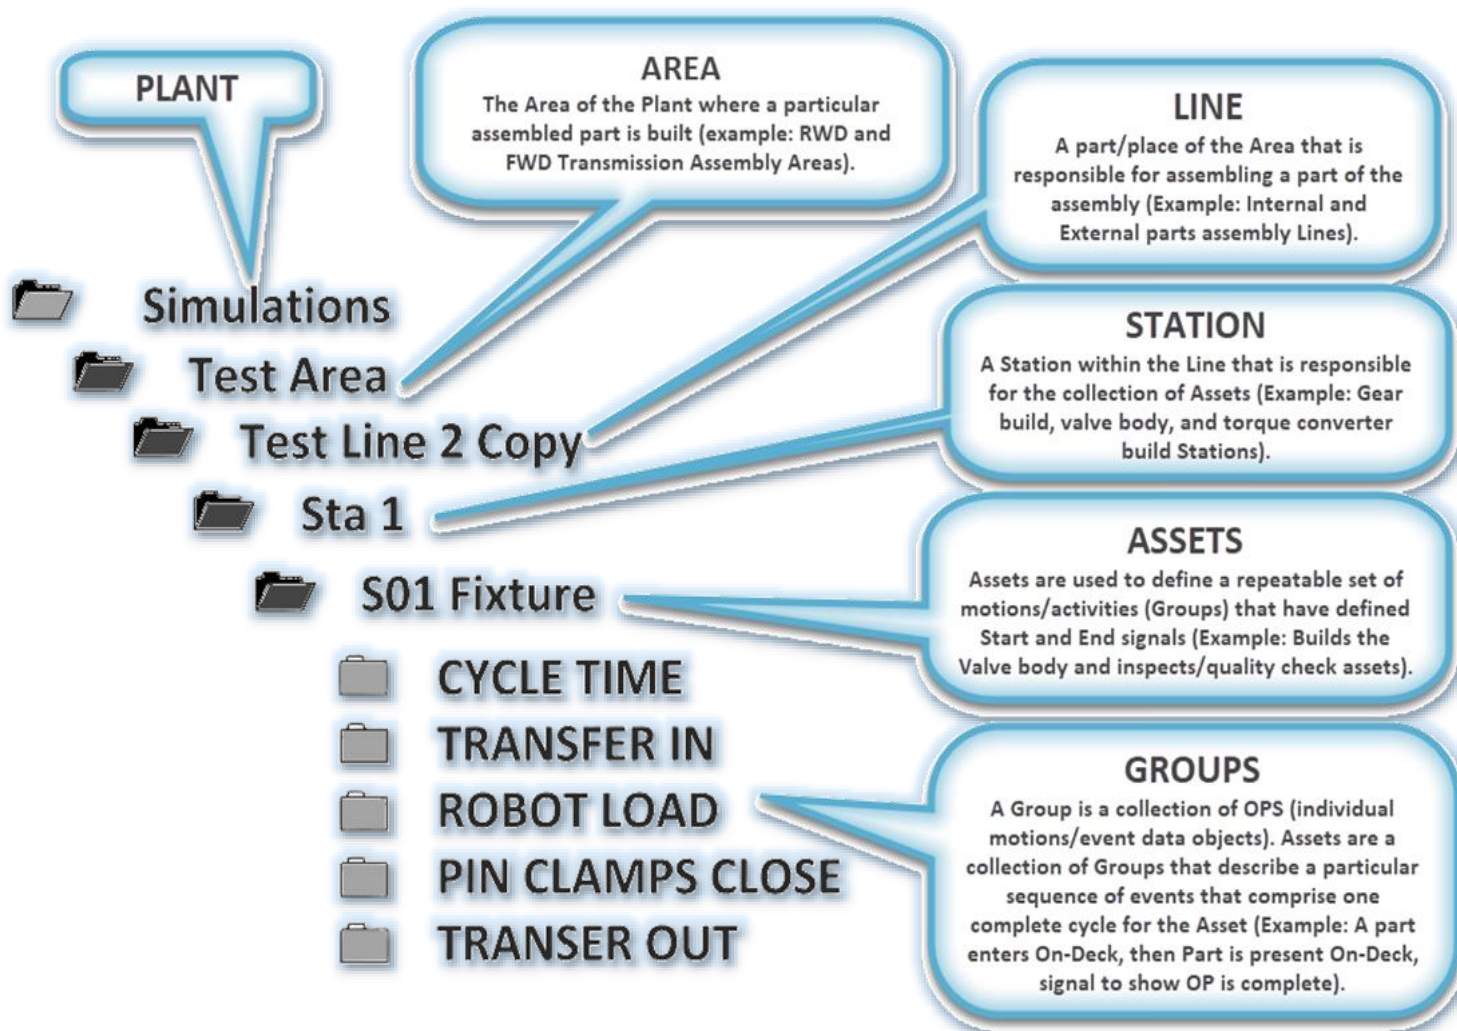 PLANT
AREA
The Area of the Plant where a particular
assembled part is built (example: RWD and
FWD Transmission Assembly Areas).
LINE
A part/place of the Area that is
responsible for assembling a part of the
assembly (Example: Internal and
External parts assembly Lines).
Simulations
Test Area
Test Line 2 Copy
Sta 1
S01 Fixture
CYCLE TIME
TRANSFER IN
ROBOT LOAD
PIN CLAMPS CLOSE
TRANSER OUT
STATION
A Station within the Line that is responsible
for the collection of Assets (Example: Gear
build, valve body, and torque converter
build Stations).
ASSETS
Assets are used to define a repeatable set of
motions/activities (Groups) that have defined
Start and End signals (Example: Builds the
Valve body and inspects/quality check assets).
GROUPS
A Group is a collection of OPS (individual
motions/event data objects). Assets are a
collection of Groups that describe a particular
sequence of events that comprise one
complete cycle for the Asset (Example: A part
enters On-Deck, then Part is present On-Deck,
signal to show OP is complete).